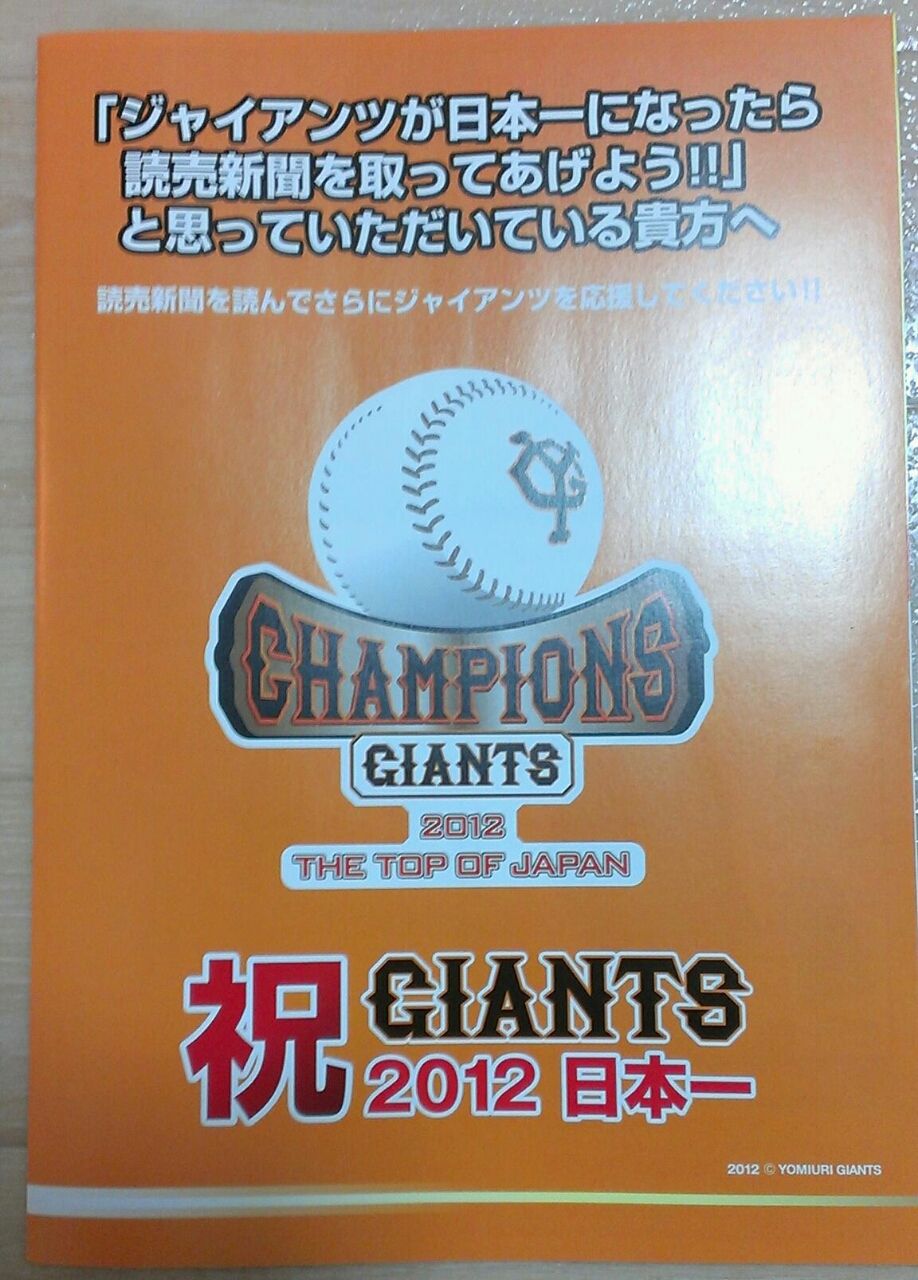 「ジャイアンツが日本一になったら
読売新聞を取ってあげよう!!」
と思っていただいている貴方へ
読売新聞を読んでさらにジャイアンツを応援してください!!
YG
CHAMPIONS
GIANTS
2012
THE TOP OF JAPAN
祝 GIANTS
2012 日本一
2012 © YOMIURI GIANTS